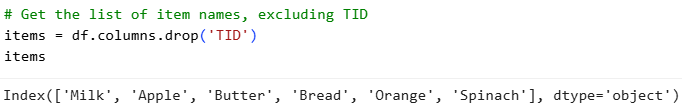 # Get the list of item names, excluding TID
items = df.columns.drop('TID')
items
Index(['Milk', 'Apple', 'Butter', 'Bread', 'Orange', 'Spinach'], dtype='object')